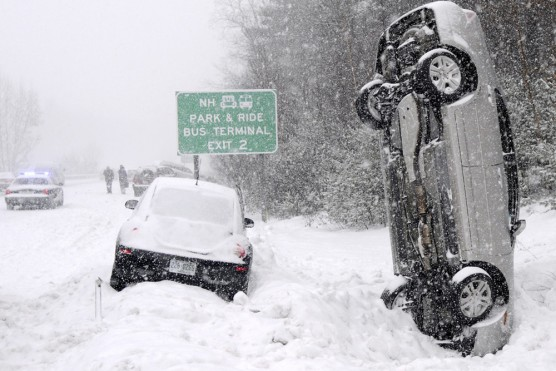 NH
PARK & RIDE
BUS TERMINAL
EXIT 2